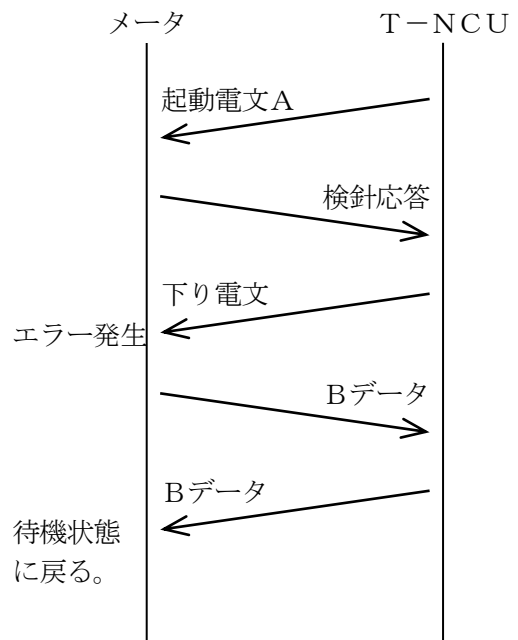 メータ
Ｔ－ＮＣＵ
起動電文Ａ
検針応答
下り電文
エラー発生
Ｂデータ
Ｂデータ
待機状態
に戻る。